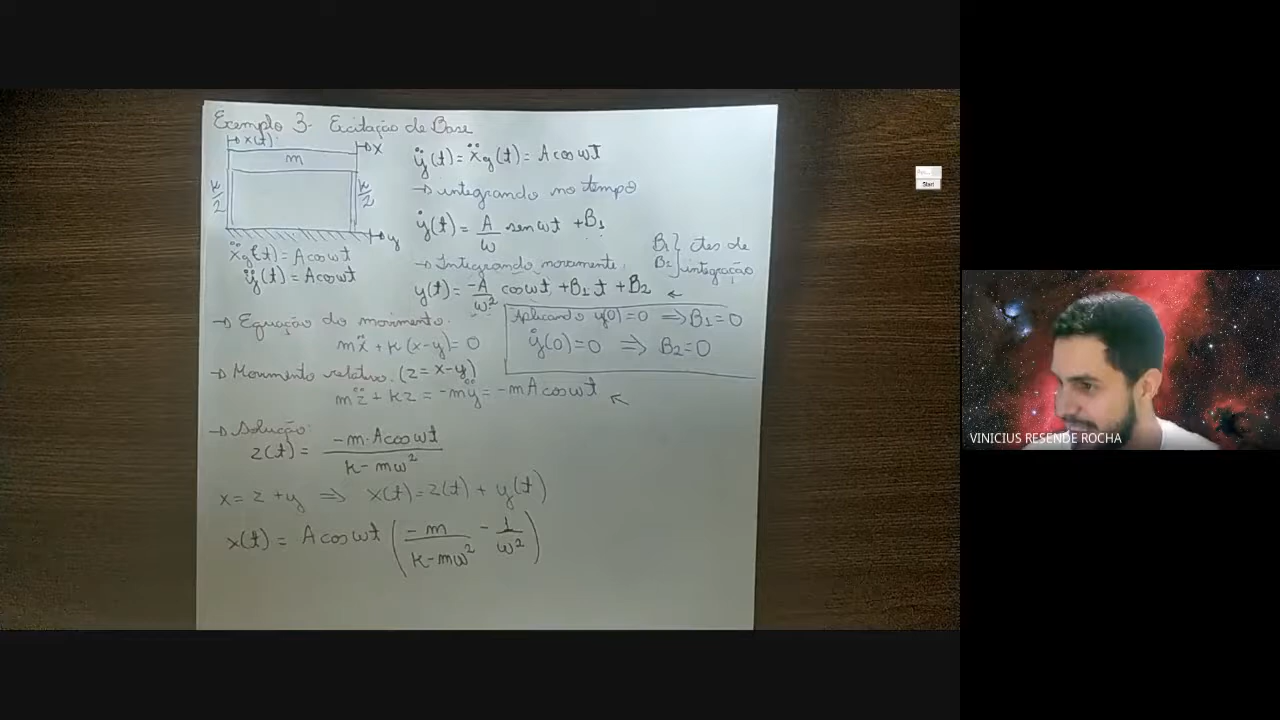 Exemplo 3- Excitação de Base
x(t)
x
m
k/2
k/2
y
ẍg(t) = A cos ωt
ÿ(t) = A cos ωt
ÿ(t) = ẍg(t) = A cos ωt
→ integrando no tempo
ẏ(t) = A/ω sen ωt + B1
→ Integrando novamente,
B1 } ctes de
B2 } integração
y(t) = -A/ω² cos ωt + B1 t + B2 ←
Aplicando y(0)=0 ⟹ B1=0
ẏ(0)=0 ⟹ B2=0
→ Equação do movimento:
mẍ + k(x-y) = 0
→ Movimento relativo. (z = x-y)
mz̈ + kz = -mÿ = -mA cos ωt ←
→ Solução:
z(t) = -m·A cos ωt / k - mω²
x = z + y ⟹ x(t) = z(t) + y(t)
x(t) = A cos ωt (-m / k - mω² - 1/ω²)
Start
VINICIUS RESENDE ROCHA